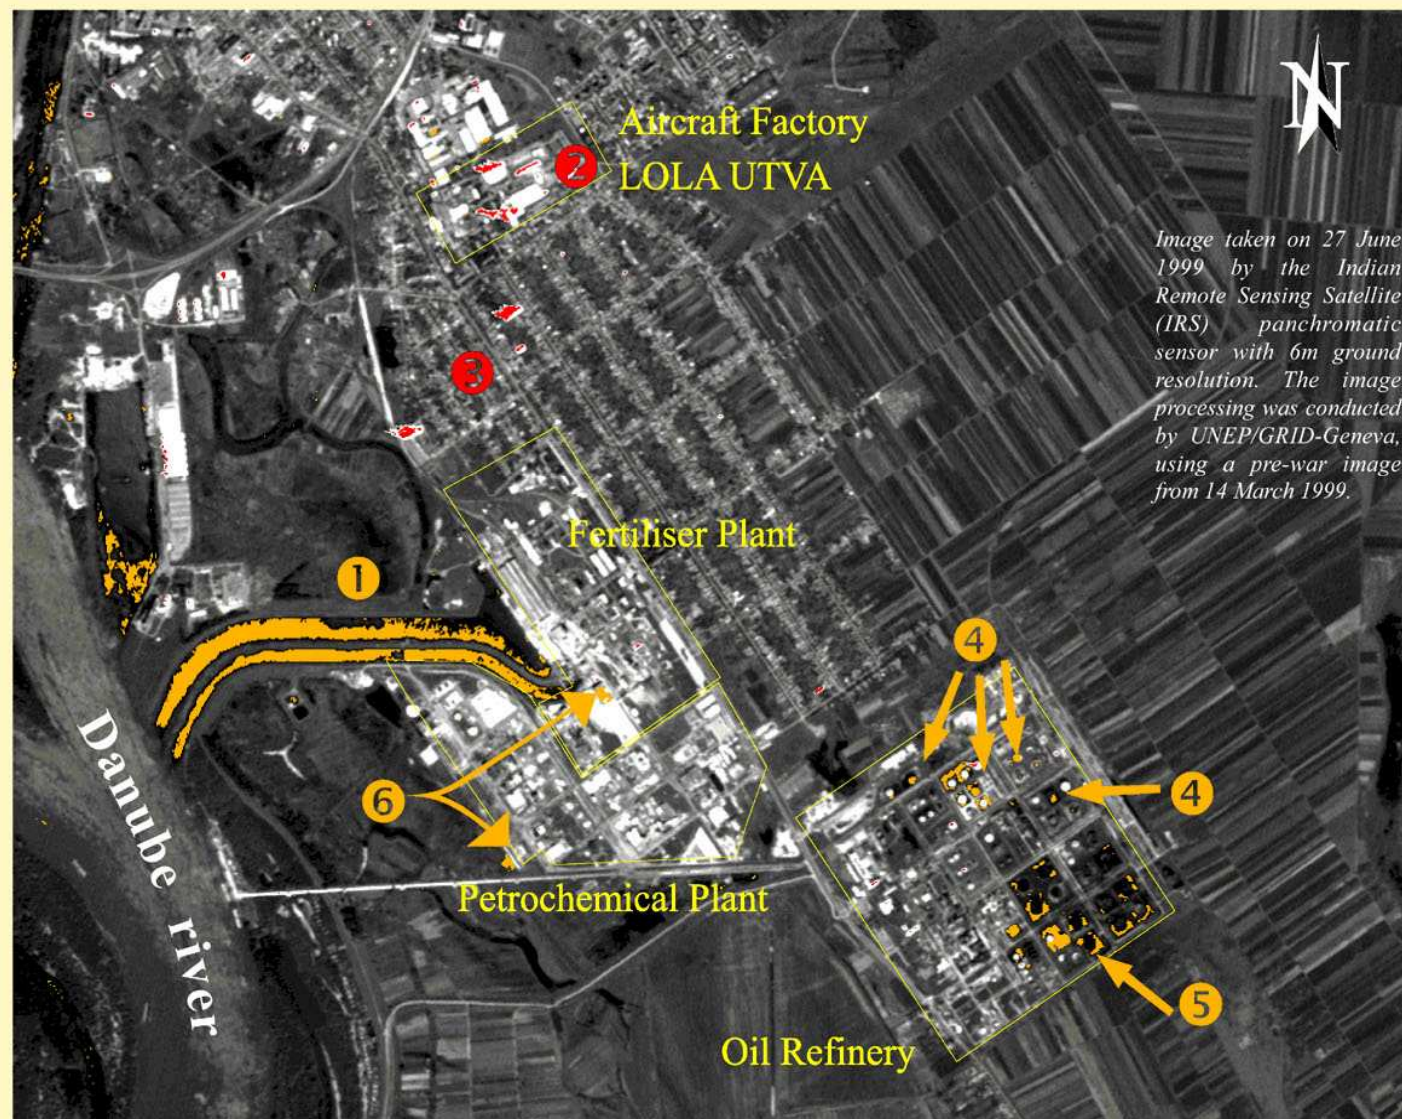 N
Aircraft Factory
LOLA UTVA
2
Image taken on 27 June
1999 by the Indian
Remote Sensing Satellite
(IRS) panchromatic
sensor with 6m ground
resolution. The image
processing was conducted
by UNEP/GRID-Geneva,
using a pre-war image
from 14 March 1999.
3
Fertiliser Plant
1
4
4
6
Danube river
Petrochemical Plant
5
Oil Refinery